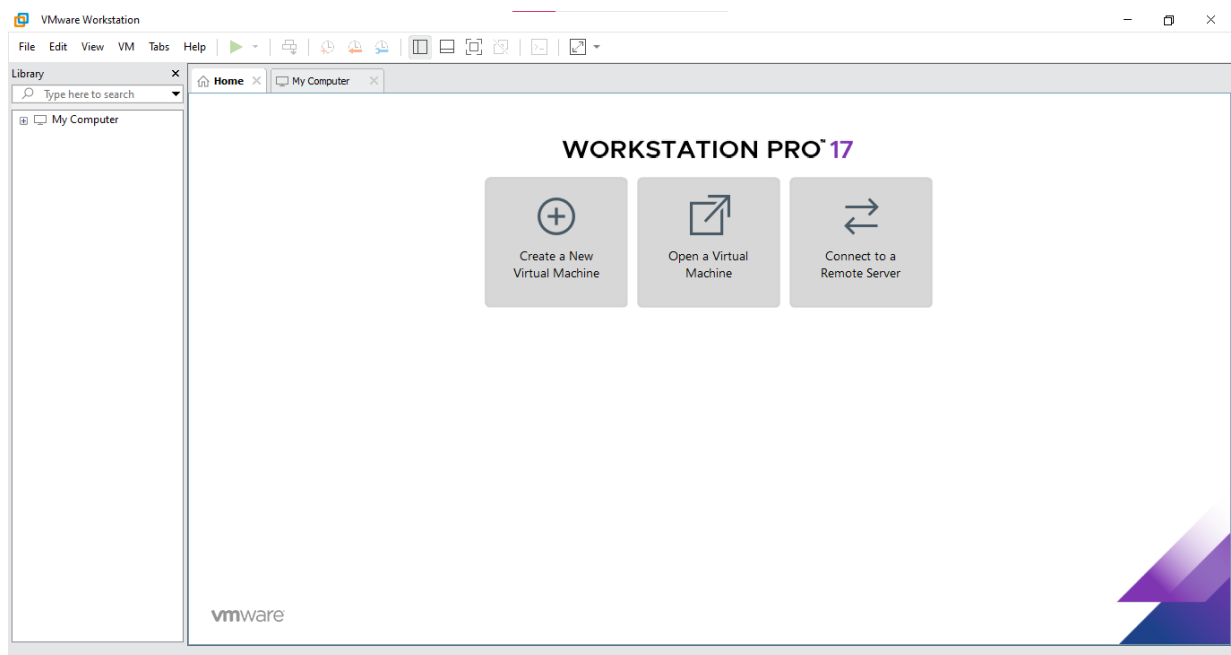 VMware Workstation
File Edit View VM Tabs Help
Library
Type here to search
My Computer
Home
My Computer
WORKSTATION PRO™ 17
Create a New
Virtual Machine
Open a Virtual
Machine
Connect to a
Remote Server
vmware